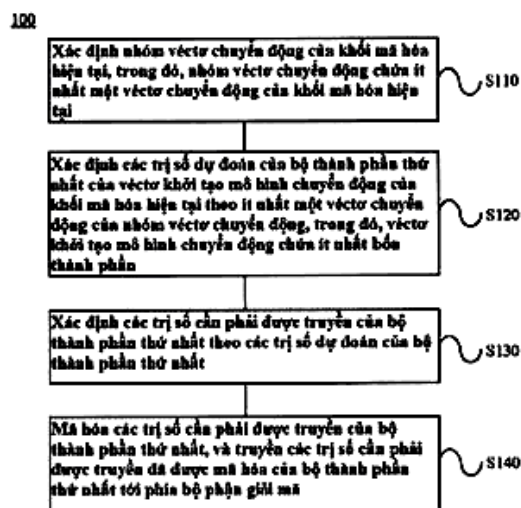 100
Xác định nhóm véctơ chuyển động của khối mã hóa
hiện tại, trong đó, nhóm véctơ chuyển động chứa ít
nhất một véctơ chuyển động của khối mã hóa hiện
tại
S110
Xác định các trị số dự đoán của bộ thành phần thứ
nhất của véctơ khởi tạo mô hình chuyển động của
khối mã hóa hiện tại theo ít nhất một véctơ chuyển
động của nhóm véctơ chuyển động, trong đó, véctơ
khởi tạo mô hình chuyển động chứa ít nhất bốn
thành phần
S120
Xác định các trị số cần phải được truyền của bộ
thành phần thứ nhất theo các trị số dự đoán của bộ
thành phần thứ nhất
S130
Mã hóa các trị số cần phải được truyền của bộ
thành phần thứ nhất, và truyền các trị số cần phải
được truyền đã được mã hóa của bộ thành phần
thứ nhất tới phía bộ phận giải mã
S140